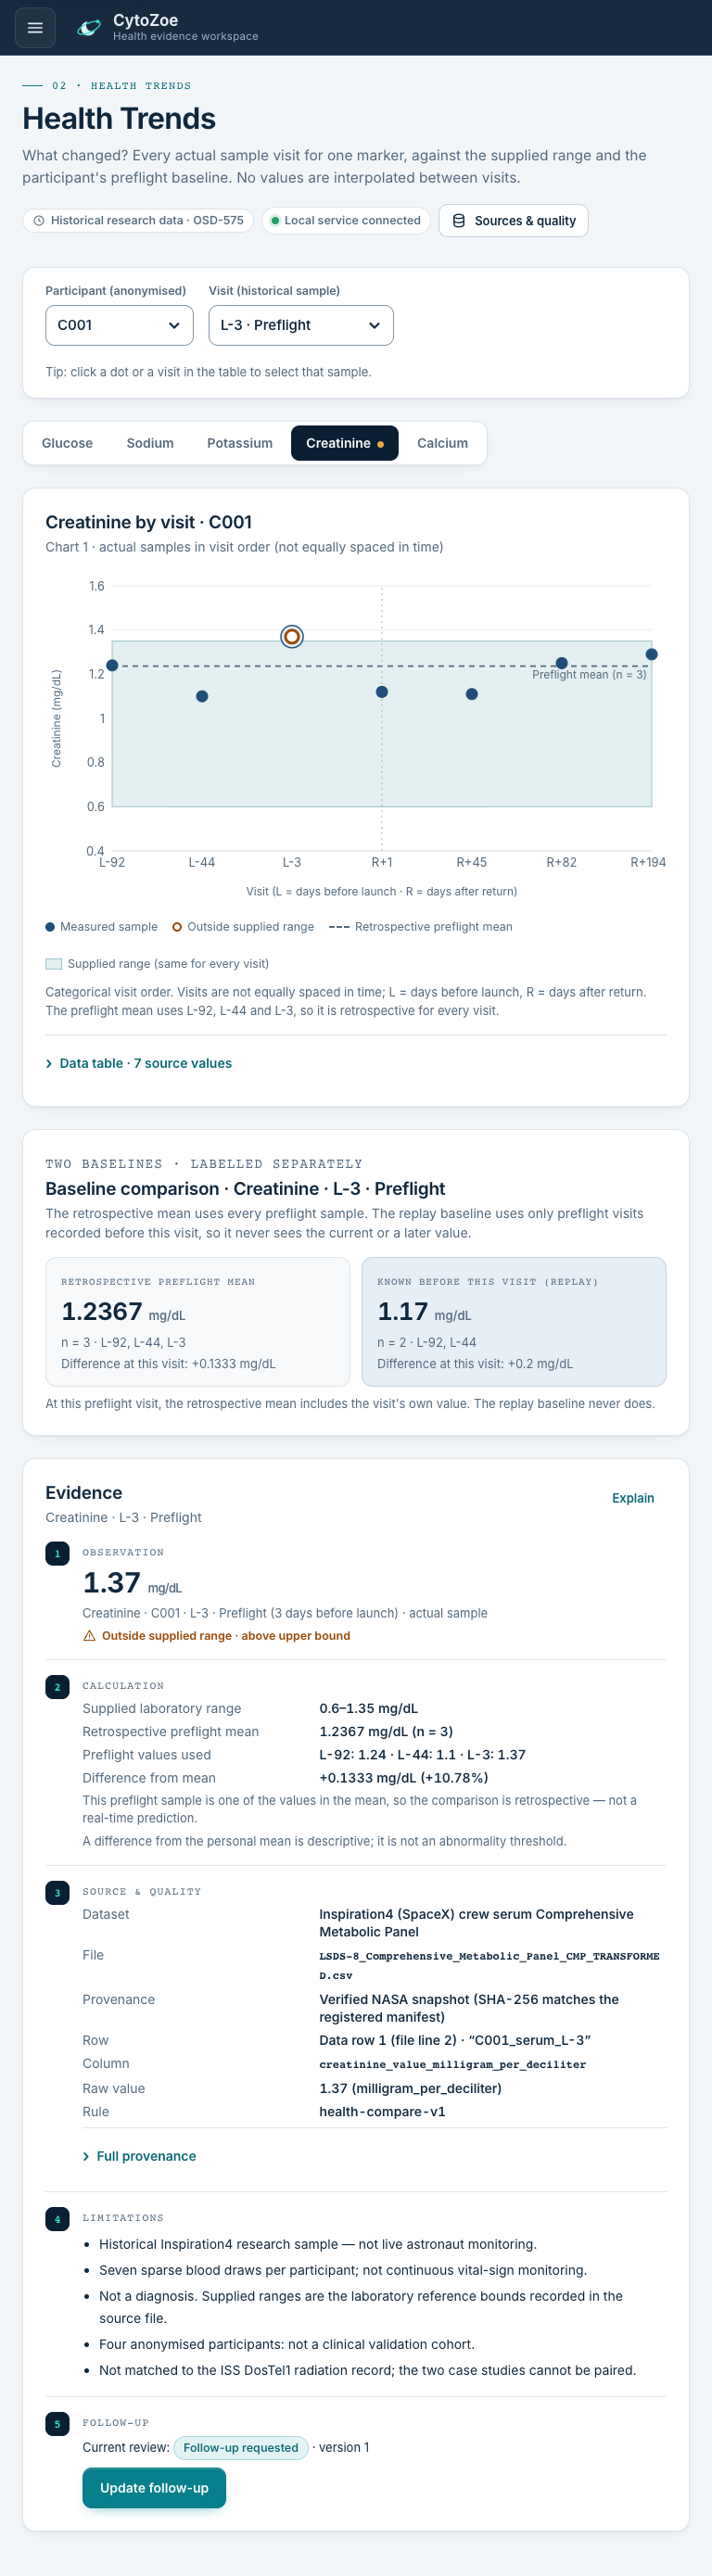 CytoZoe
Health evidence workspace
02 · HEALTH TRENDS
Health Trends
What changed? Every actual sample visit for one marker, against the supplied range and the
participant's preflight baseline. No values are interpolated between visits.
Historical research data · OSD-575
Local service connected
Sources & quality
Participant (anonymised)
Visit (historical sample)
C001
L-3 · Preflight
Tip: click a dot or a visit in the table to select that sample.
Glucose
Sodium
Potassium
Creatinine
Calcium
Creatinine by visit · C001
Chart 1 · actual samples in visit order (not equally spaced in time)
1.6
1.4
1.2
1
0.8
0.6
0.4
Creatinine (mg/dL)
Preflight mean (n = 3)
L-92
L-44
L-3
R+1
R+45
R+82
R+194
Visit (L = days before launch · R = days after return)
Measured sample
Outside supplied range
Retrospective preflight mean
Supplied range (same for every visit)
Categorical visit order. Visits are not equally spaced in time; L = days before launch, R = days after return.
The preflight mean uses L-92, L-44 and L-3, so it is retrospective for every visit.
Data table · 7 source values
TWO BASELINES · LABELLED SEPARATELY
Baseline comparison · Creatinine · L-3 · Preflight
The retrospective mean uses every preflight sample. The replay baseline uses only preflight visits
recorded before this visit, so it never sees the current or a later value.
RETROSPECTIVE PREFLIGHT MEAN
1.2367 mg/dL
n = 3 · L-92, L-44, L-3
Difference at this visit: +0.1333 mg/dL
KNOWN BEFORE THIS VISIT (REPLAY)
1.17 mg/dL
n = 2 · L-92, L-44
Difference at this visit: +0.2 mg/dL
At this preflight visit, the retrospective mean includes the visit's own value. The replay baseline never does.
Evidence
Creatinine · L-3 · Preflight
Explain
1
OBSERVATION
1.37 mg/dL
Creatinine · C001 · L-3 · Preflight (3 days before launch) · actual sample
Outside supplied range · above upper bound
2
CALCULATION
Supplied laboratory range
0.6–1.35 mg/dL
Retrospective preflight mean
1.2367 mg/dL (n = 3)
Preflight values used
L-92: 1.24 · L-44: 1.1 · L-3: 1.37
Difference from mean
+0.1333 mg/dL (+10.78%)
This preflight sample is one of the values in the mean, so the comparison is retrospective — not a
real-time prediction.
A difference from the personal mean is descriptive; it is not an abnormality threshold.
3
SOURCE & QUALITY
Dataset
Inspiration4 (SpaceX) crew serum Comprehensive
Metabolic Panel
File
LSDS-8_Comprehensive_Metabolic_Panel_CMP_TRANSFORME
D.csv
Provenance
Verified NASA snapshot (SHA-256 matches the
registered manifest)
Row
Data row 1 (file line 2) · “C001_serum_L-3”
Column
creatinine_value_milligram_per_deciliter
Raw value
1.37 (milligram_per_deciliter)
Rule
health-compare-v1
Full provenance
4
LIMITATIONS
• Historical Inspiration4 research sample — not live astronaut monitoring.
• Seven sparse blood draws per participant; not continuous vital-sign monitoring.
• Not a diagnosis. Supplied ranges are the laboratory reference bounds recorded in the
source file.
• Four anonymised participants: not a clinical validation cohort.
• Not matched to the ISS DosTel1 radiation record; the two case studies cannot be paired.
5
FOLLOW-UP
Current review: Follow-up requested · version 1
Update follow-up